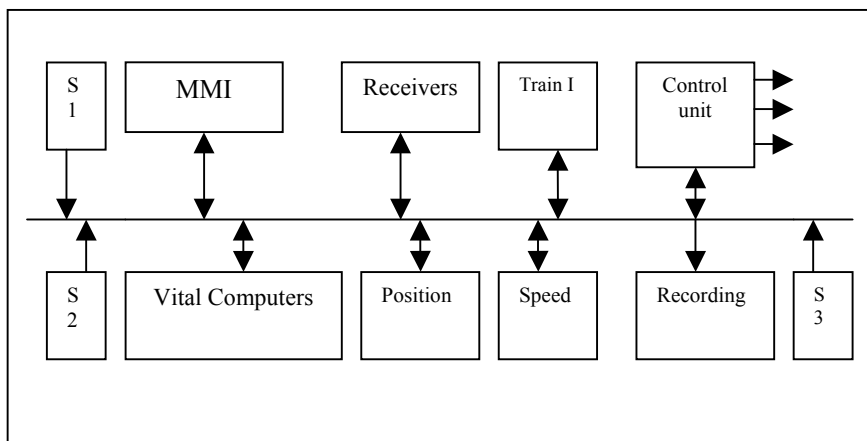 S
1
MMI
Receivers
Train I
Control
unit
S
2
Vital Computers
Position
Speed
Recording
S
3